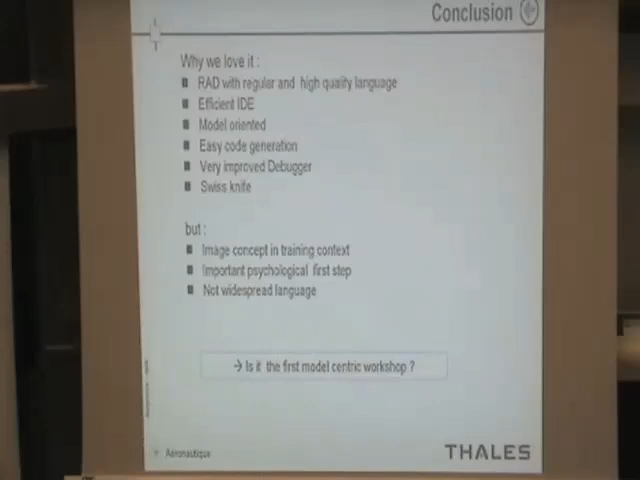 Conclusion
Why we love it :
RAD with regular and high quality language
Efficient IDE
Model oriented
Easy code generation
Very improved Debugger
Swiss knife
but :
Image concept in training context
Important psychological first step
Not widespread language
→ Is it the first model centric workshop ?
Aéronautique
THALES